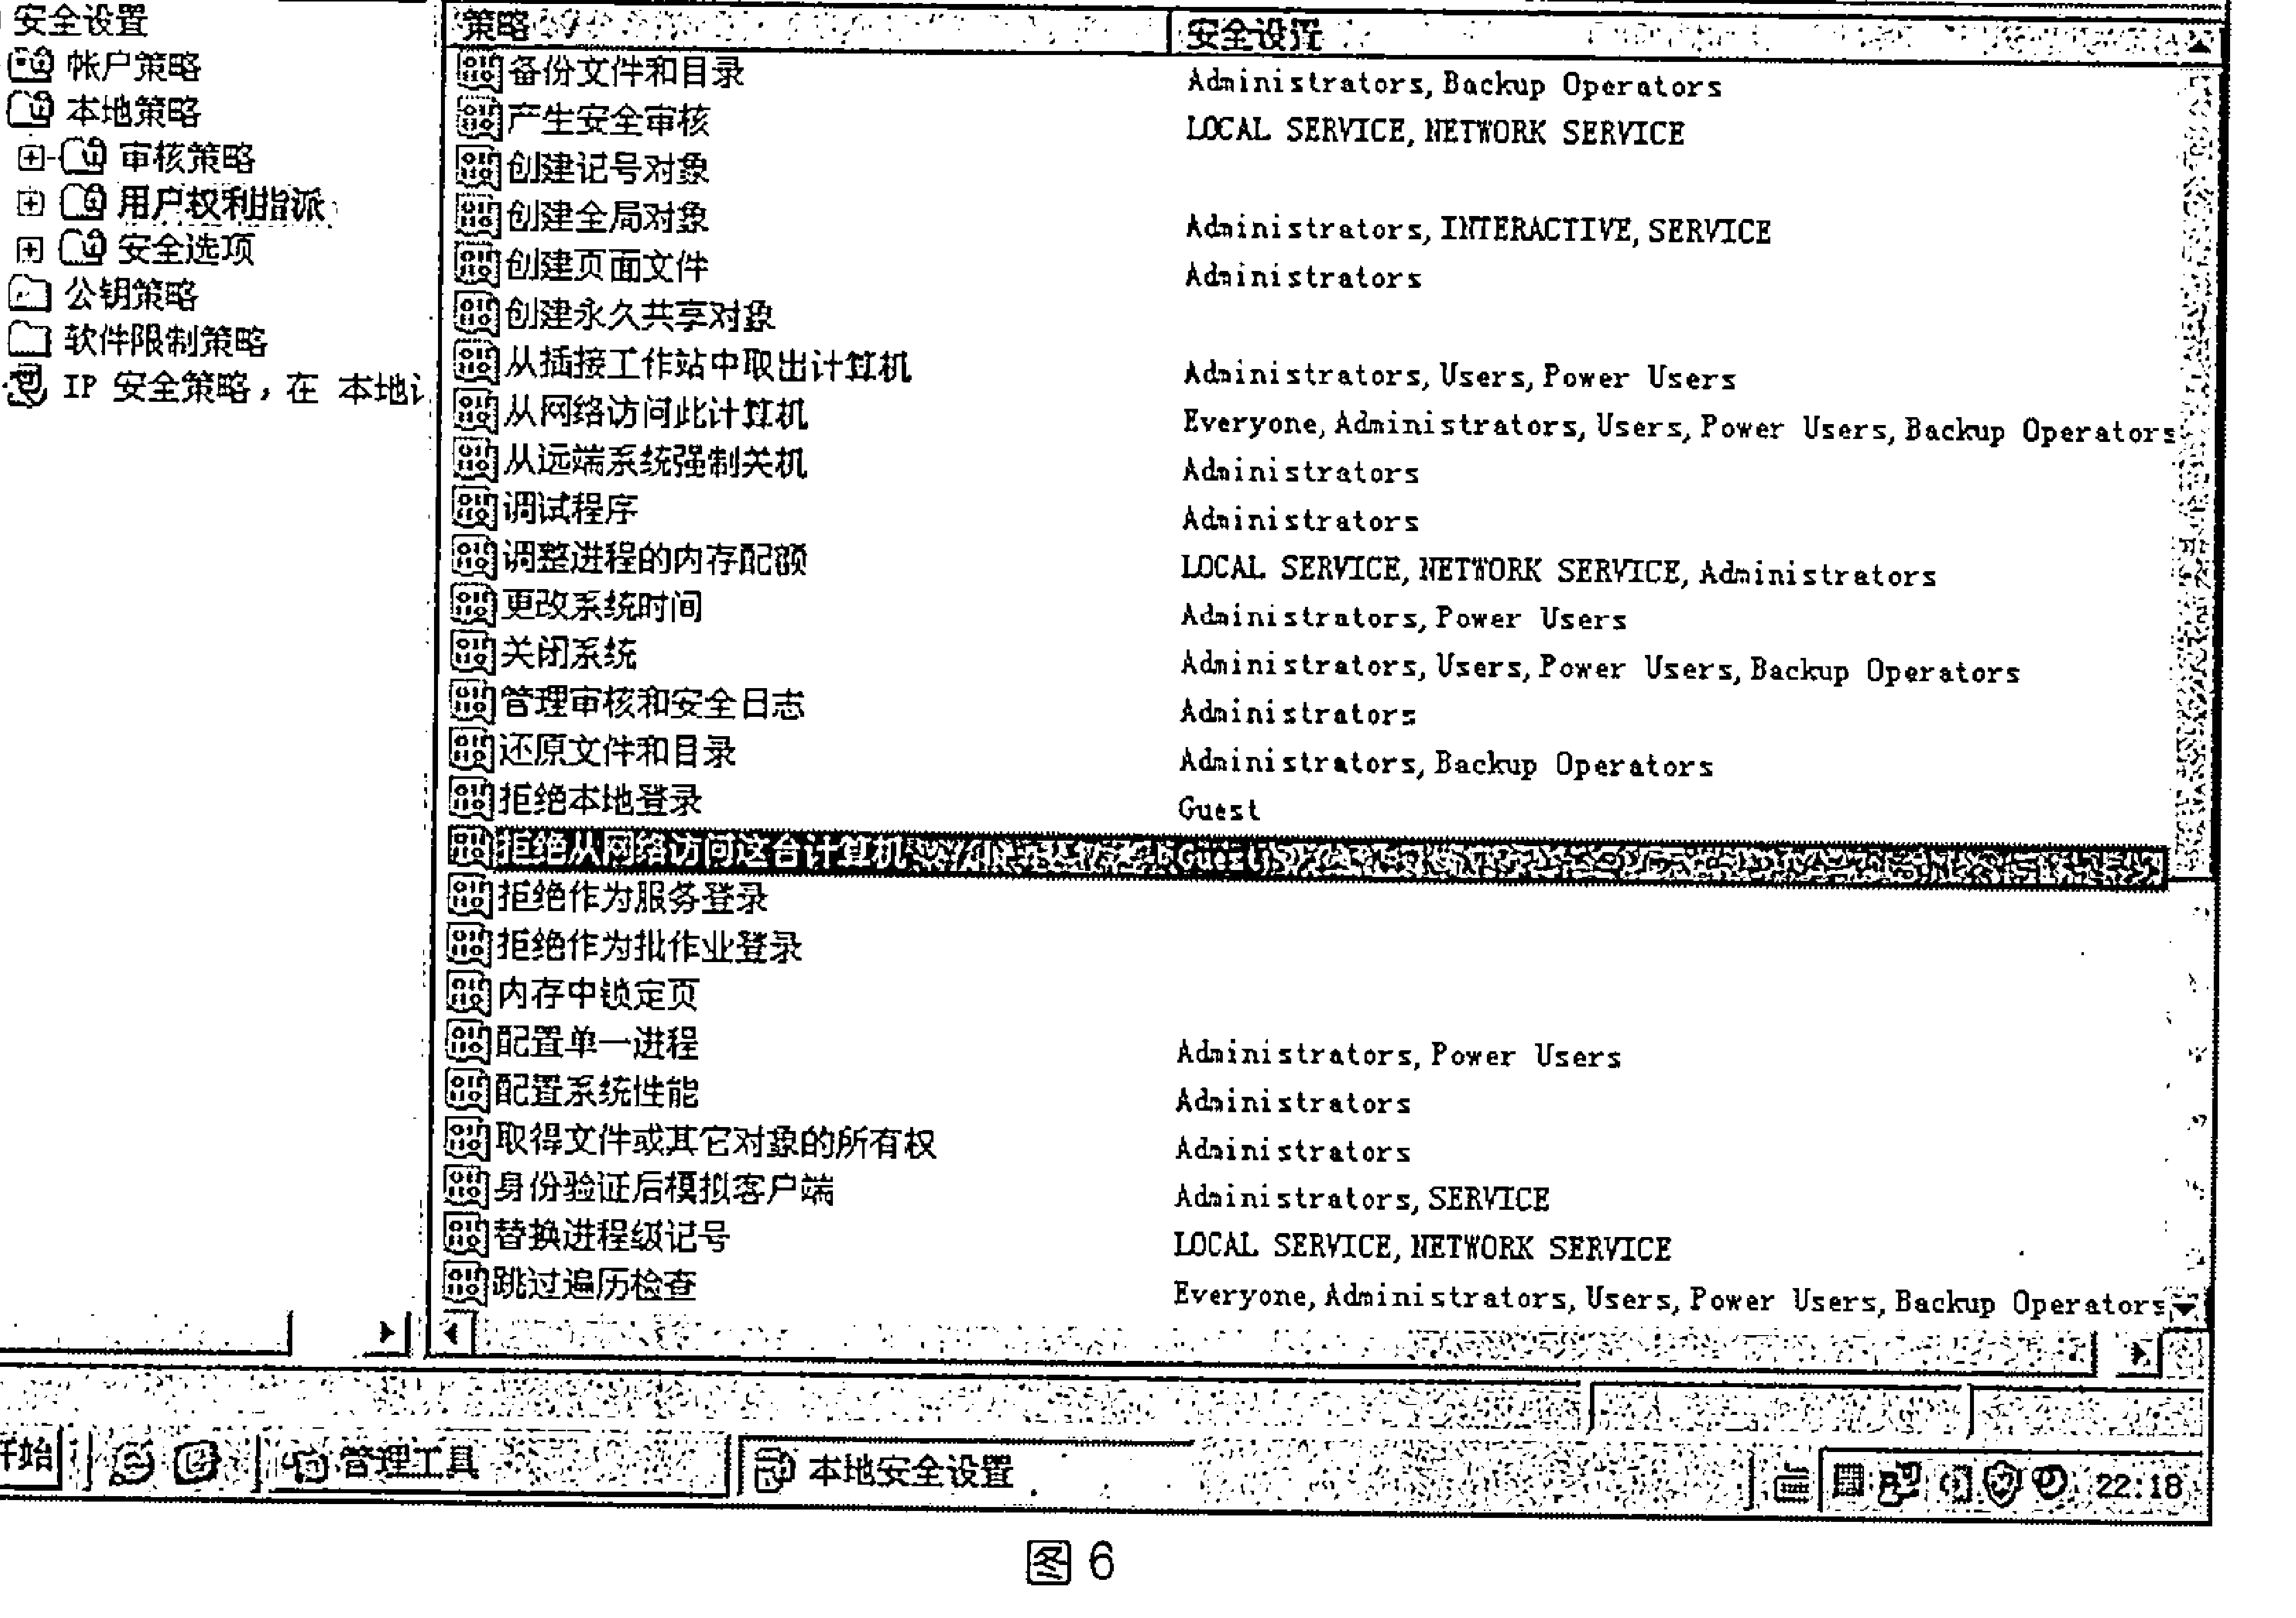 安全设置
帐户策略
本地策略
审核策略
用户权利指派
安全选项
公钥策略
软件限制策略
IP 安全策略，在 本地
策略 安全设置
备份文件和目录 Administrators, Backup Operators
产生安全审核 LOCAL SERVICE, NETWORK SERVICE
创建记号对象
创建全局对象 Administrators, INTERACTIVE, SERVICE
创建页面文件 Administrators
创建永久共享对象
从插接工作站中取出计算机 Administrators, Users, Power Users
从网络访问此计算机 Everyone, Administrators, Users, Power Users, Backup Operators
从远端系统强制关机 Administrators
调试程序 Administrators
调整进程的内存配额 LOCAL SERVICE, NETWORK SERVICE, Administrators
更改系统时间 Administrators, Power Users
关闭系统 Administrators, Users, Power Users, Backup Operators
管理审核和安全日志 Administrators
还原文件和目录 Administrators, Backup Operators
拒绝本地登录 Guest
拒绝从网络访问这台计算机 Guest
拒绝作为服务登录
拒绝作为批作业登录
内存中锁定页
配置单一进程 Administrators, Power Users
配置系统性能 Administrators
取得文件或其它对象的所有权 Administrators
身份验证后模拟客户端 Administrators, SERVICE
替换进程级记号 LOCAL SERVICE, NETWORK SERVICE
跳过遍历检查 Everyone, Administrators, Users, Power Users, Backup Operators
开始 管理工具 本地安全设置 22:18
图 6